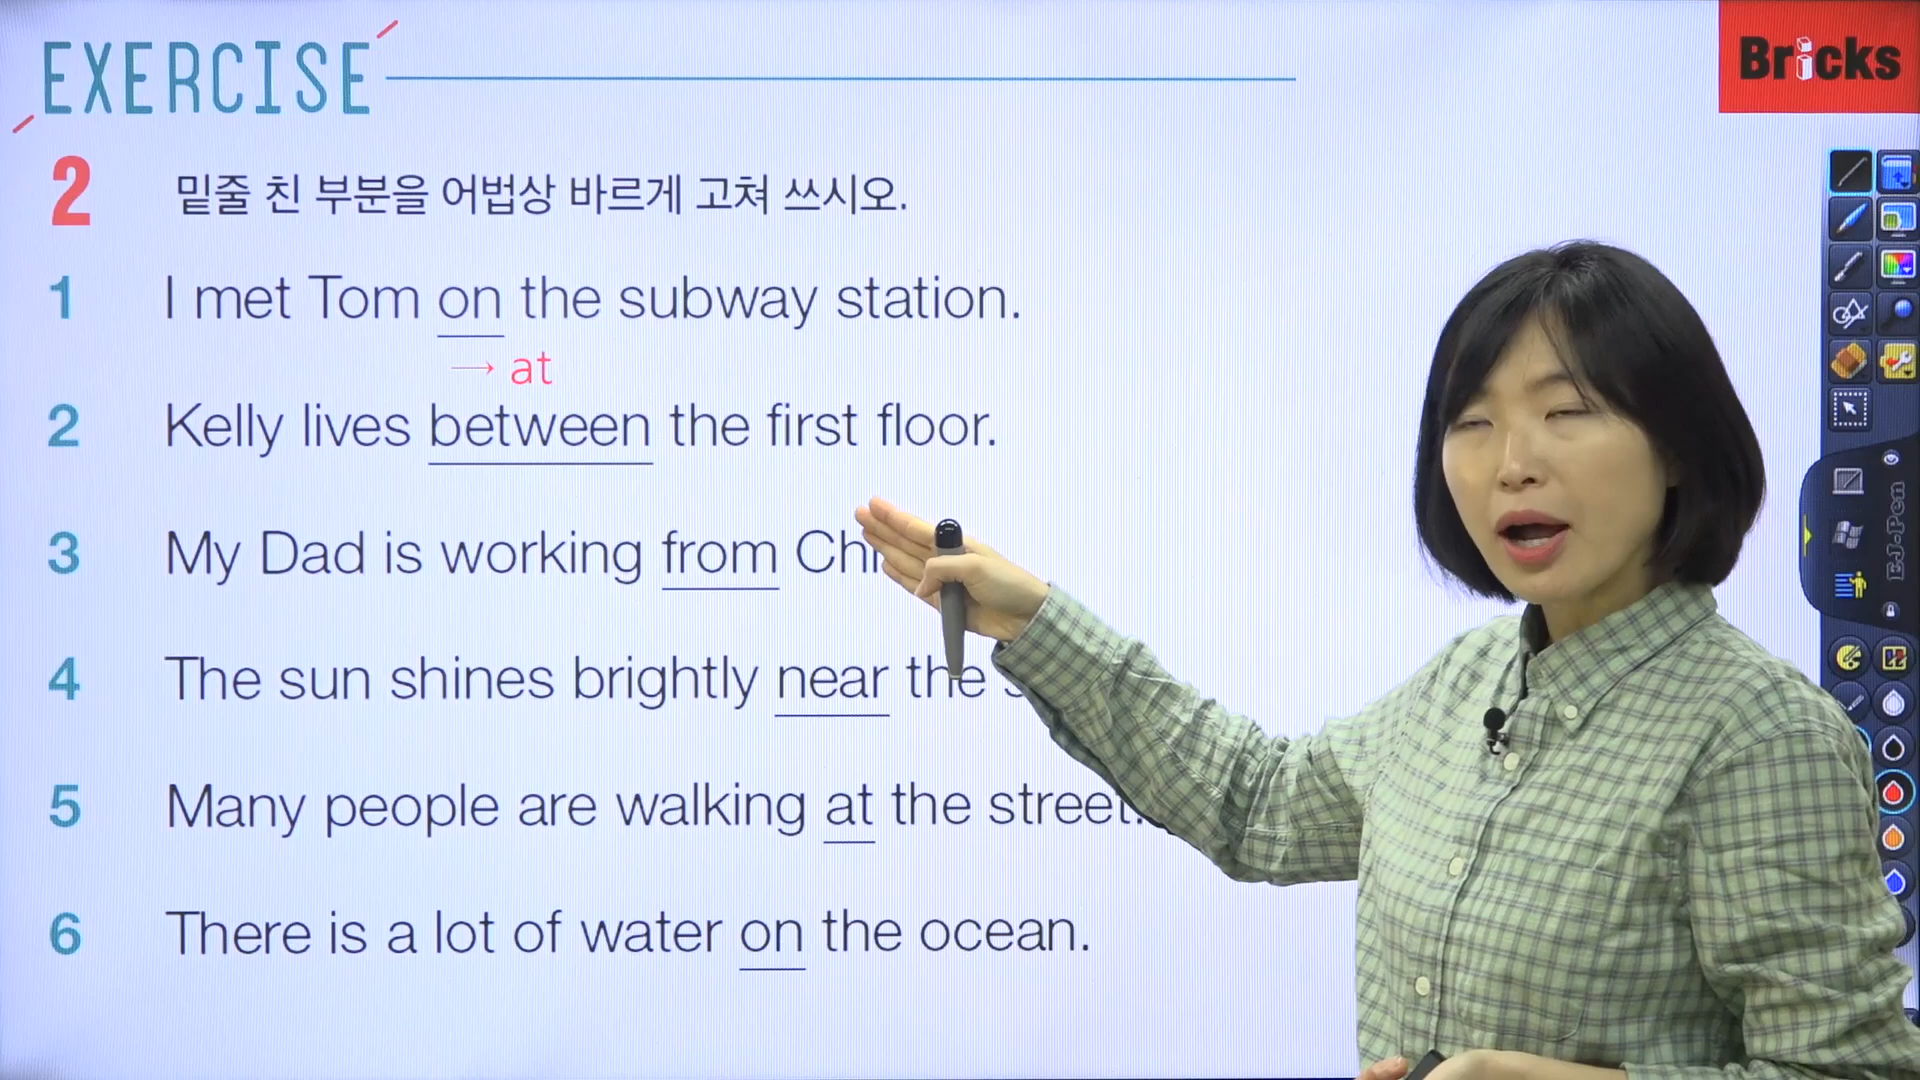 EXERCISE
Bricks
2 밑줄 친 부분을 어법상 바르게 고쳐 쓰시오.
1 I met Tom on the subway station.
→ at
2 Kelly lives between the first floor.
3 My Dad is working from
4 The sun shines brightly near the
5 Many people are walking at the street.
6 There is a lot of water on the ocean.
EJ-Pen